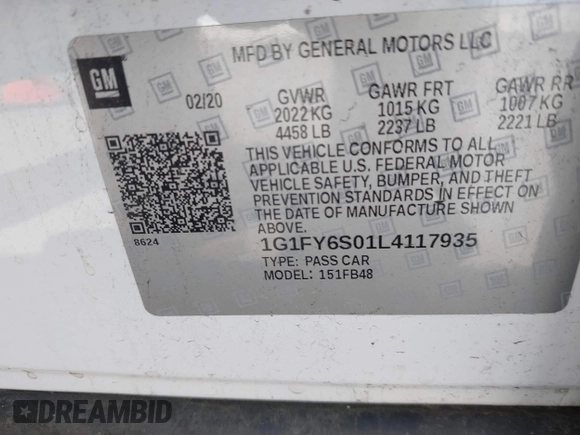 MFD BY GENERAL MOTORS LLC
GM
02/20
GVWR
2022 KG
4458 LB
GAWR FRT
1015 KG
2237 LB
GAWR RR
1007 KG
2221 LB
THIS VEHICLE CONFORMS TO ALL
APPLICABLE U.S. FEDERAL MOTOR
VEHICLE SAFETY, BUMPER, AND THEFT
PREVENTION STANDARDS IN EFFECT ON
THE DATE OF MANUFACTURE SHOWN
ABOVE.
8624
1G1FY6S01L4117935
TYPE: PASS CAR
MODEL: 151FB48
DREAMBID